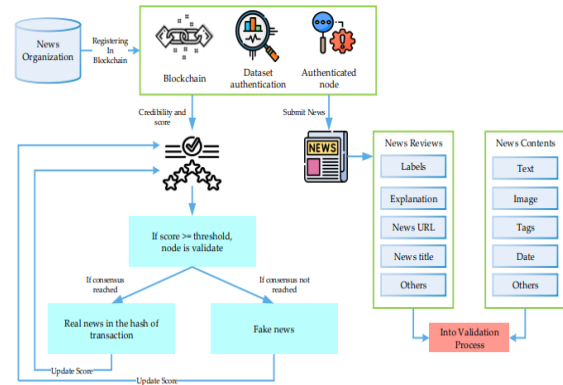 News
Organization
Registering
In
Blockchain
Blockchain
Dataset
authentication
Authenticated
node
Credibility and
score
Submit News
NEWS
News Reviews
Labels
Explanation
News URL
News title
Others
News Contents
Text
Image
Tags
Date
Others
If score >= threshold,
node is validate
If consensus
reached
If consensus not
reached
Real news in the hash of
transaction
Fake news
Into Validation
Process
Update Score
Update Score